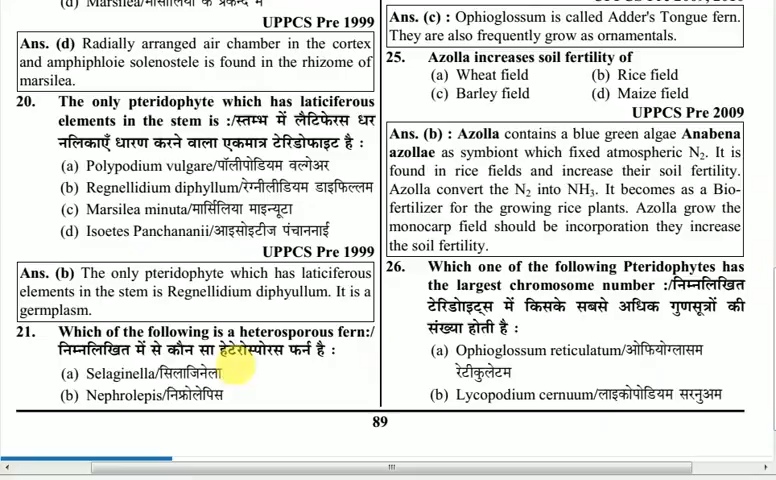 (d) Marsilea/मार्सीलिया के प्रकन्द में
UPPCS Pre 1999
Ans. (d) Radially arranged air chamber in the cortex
and amphiphloie solenostele is found in the rhizome of
marsilea.
20. The only pteridophyte which has laticiferous
elements in the stem is :/स्तम्भ में लैटिफेरस धर
नलिकाएँ धारण करने वाला एकमात्र टेरिडोफाइट है :
(a) Polypodium vulgare/पॉलीपोडियम वल्गेअर
(b) Regnellidium diphyllum/रेग्नीलीडियम डाइफिल्लम
(c) Marsilea minuta/मार्सिलिया माइन्यूटा
(d) Isoetes Panchananii/आइसोइटीज पंचाननाई
UPPCS Pre 1999
Ans. (b) The only pteridophyte which has laticiferous
elements in the stem is Regnellidium diphyullum. It is a
germplasm.
21. Which of the following is a heterosporous fern:/
निम्नलिखित में से कौन सा हेटेरोस्पोरस फर्न है :
(a) Selaginella/सिलाजिनेला
(b) Nephrolepis/निफ्रोलेपिस
Ans. (c) : Ophioglossum is called Adder's Tongue fern.
They are also frequently grow as ornamentals.
25. Azolla increases soil fertility of
(a) Wheat field (b) Rice field
(c) Barley field (d) Maize field
UPPCS Pre 2009
Ans. (b) : Azolla contains a blue green algae Anabena
azollae as symbiont which fixed atmospheric N₂. It is
found in rice fields and increase their soil fertility.
Azolla convert the N₂ into NH₃. It becomes as a Bio-
fertilizer for the growing rice plants. Azolla grow the
monocarp field should be incorporation they increase
the soil fertility.
26. Which one of the following Pteridophytes has
the largest chromosome number :/निम्नलिखित
टेरिडोाइट्स में किसके सबसे अधिक गुणसूत्रों की
संख्या होती है :
(a) Ophioglossum reticulatum/ओफियोग्लासम
रेटीकुलेटम
(b) Lycopodium cernuum/लाइकोपोडियम सरनुअम
89